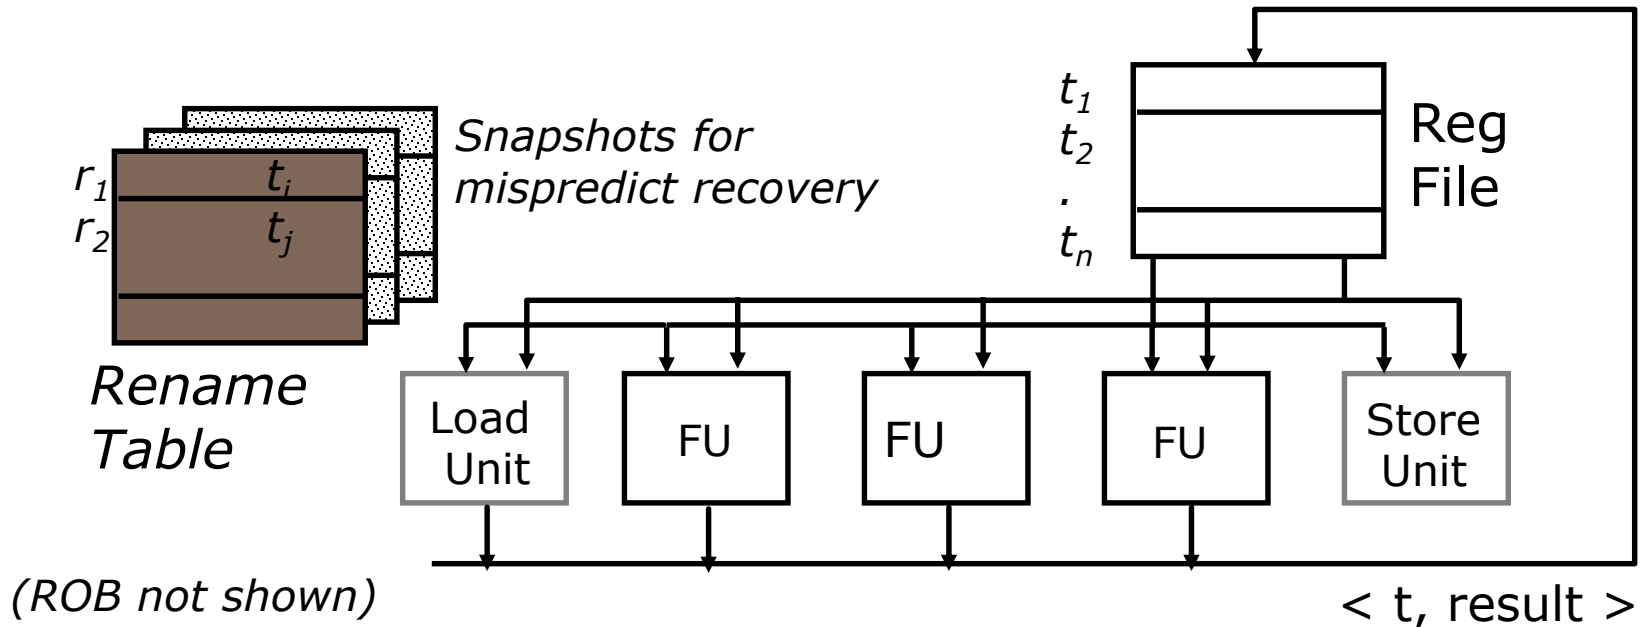 Snapshots for
mispredict recovery
r1 ti
r2 tj
Rename
Table
t1
t2
.
tn
Reg
File
Load
Unit
FU
FU
FU
Store
Unit
(ROB not shown)
< t, result >